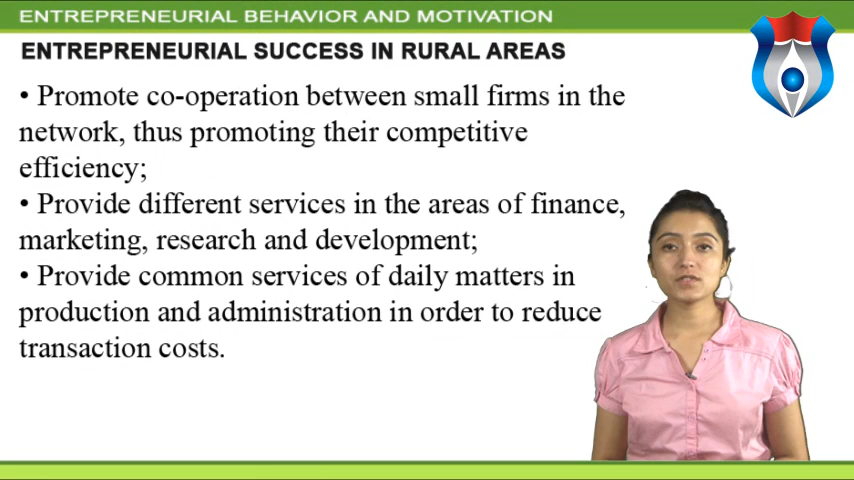 ENTREPRENEURIAL BEHAVIOR AND MOTIVATION
ENTREPRENEURIAL SUCCESS IN RURAL AREAS
• Promote co-operation between small firms in the
network, thus promoting their competitive
efficiency;
• Provide different services in the areas of finance,
marketing, research and development;
• Provide common services of daily matters in
production and administration in order to reduce
transaction costs.